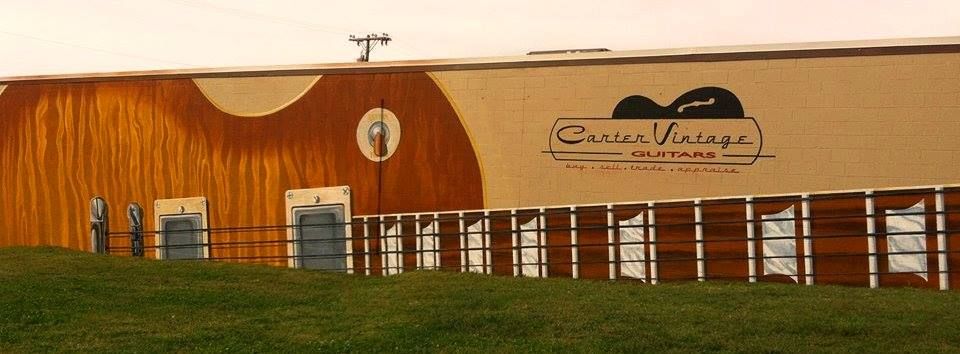 Carter Vintage
GUITARS
buy . sell . trade . appraise